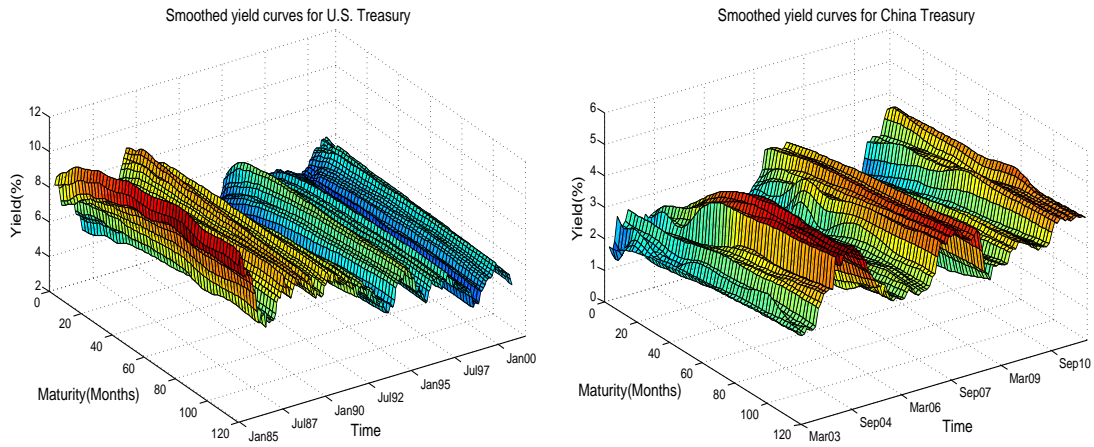 Smoothed yield curves for U.S. Treasury
12
10
8
6
4
2
Yield(%)
0
20
40
60
80
100
120
Maturity(Months)
Jan85
Jul87
Jan90
Jul92
Jan95
Jul97
Jan00
Time
Smoothed yield curves for China Treasury
6
5
4
3
2
1
0
Yield(%)
0
20
40
60
80
100
120
Maturity(Months)
Mar03
Sep04
Mar06
Sep07
Mar09
Sep10
Time